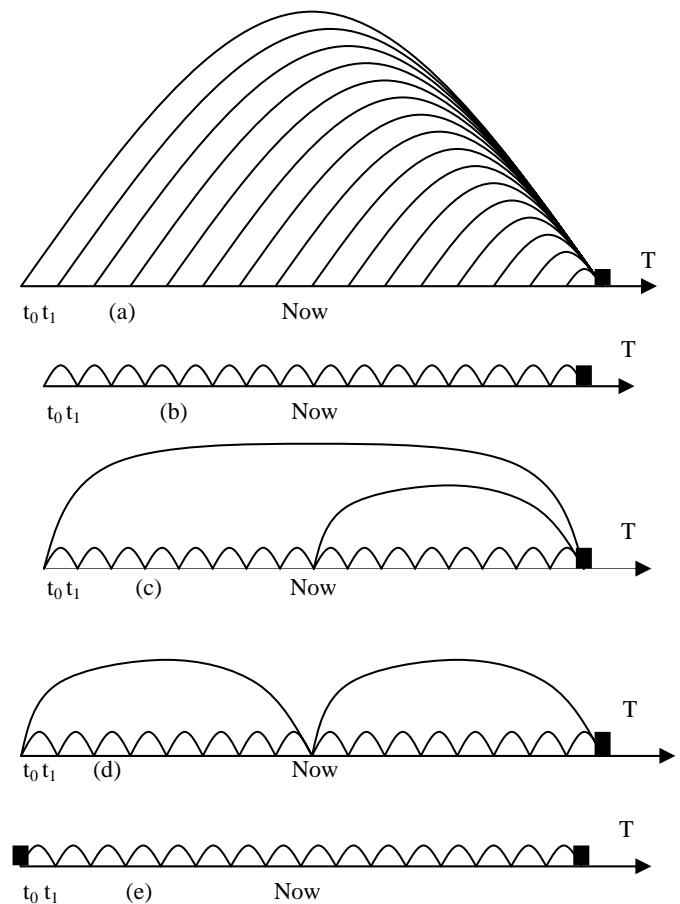 T
t₀ t₁ (a) Now
T
t₀ t₁ (b) Now
T
t₀ t₁ (c) Now
T
t₀ t₁ (d) Now
T
t₀ t₁ (e) Now